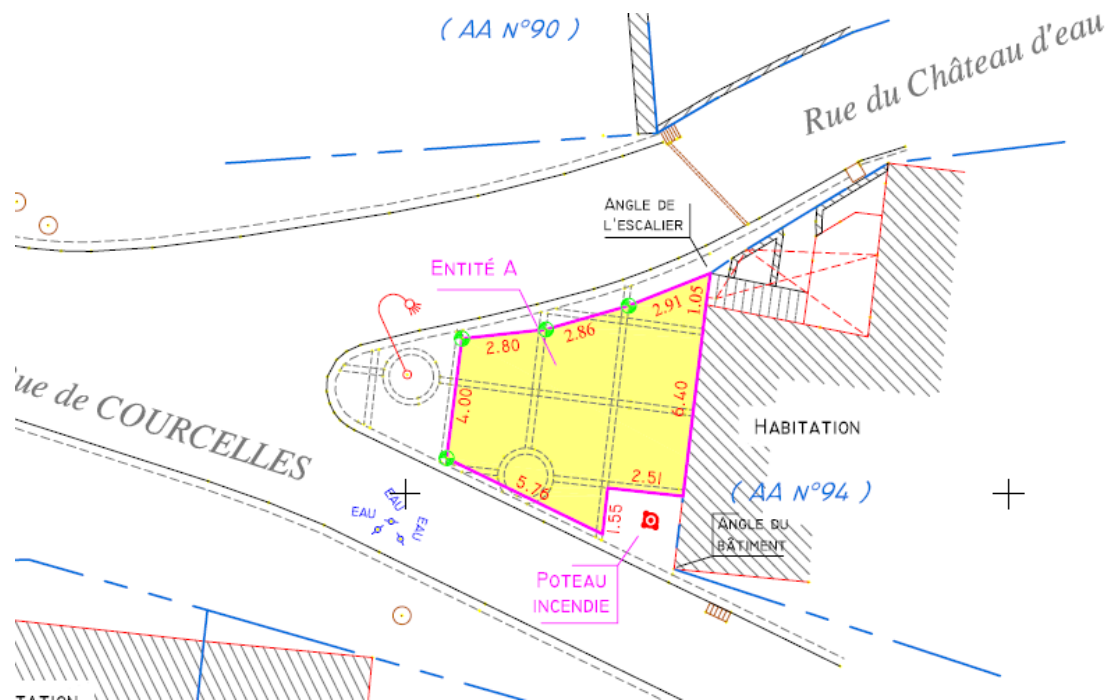 ( AA N°90 )
Rue du Château d'eau
ANGLE DE
L'ESCALIER
ENTITÉ A
2.91
1.05
2.86
2.80
4.00
6.40
ue de COURCELLES
HABITATION
2.51
5.76
( AA N°94 )
EAU
EAU
EAU
1.55
ANGLE DU
BÂTIMENT
POTEAU
INCENDIE
TATION